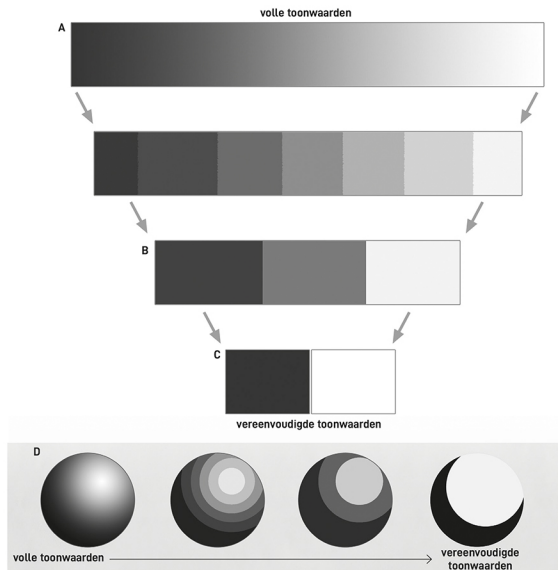 volle toonwaarden
A
B
C
vereenvoudigde toonwaarden
D
volle toonwaarden
vereenvoudigde
toonwaarden